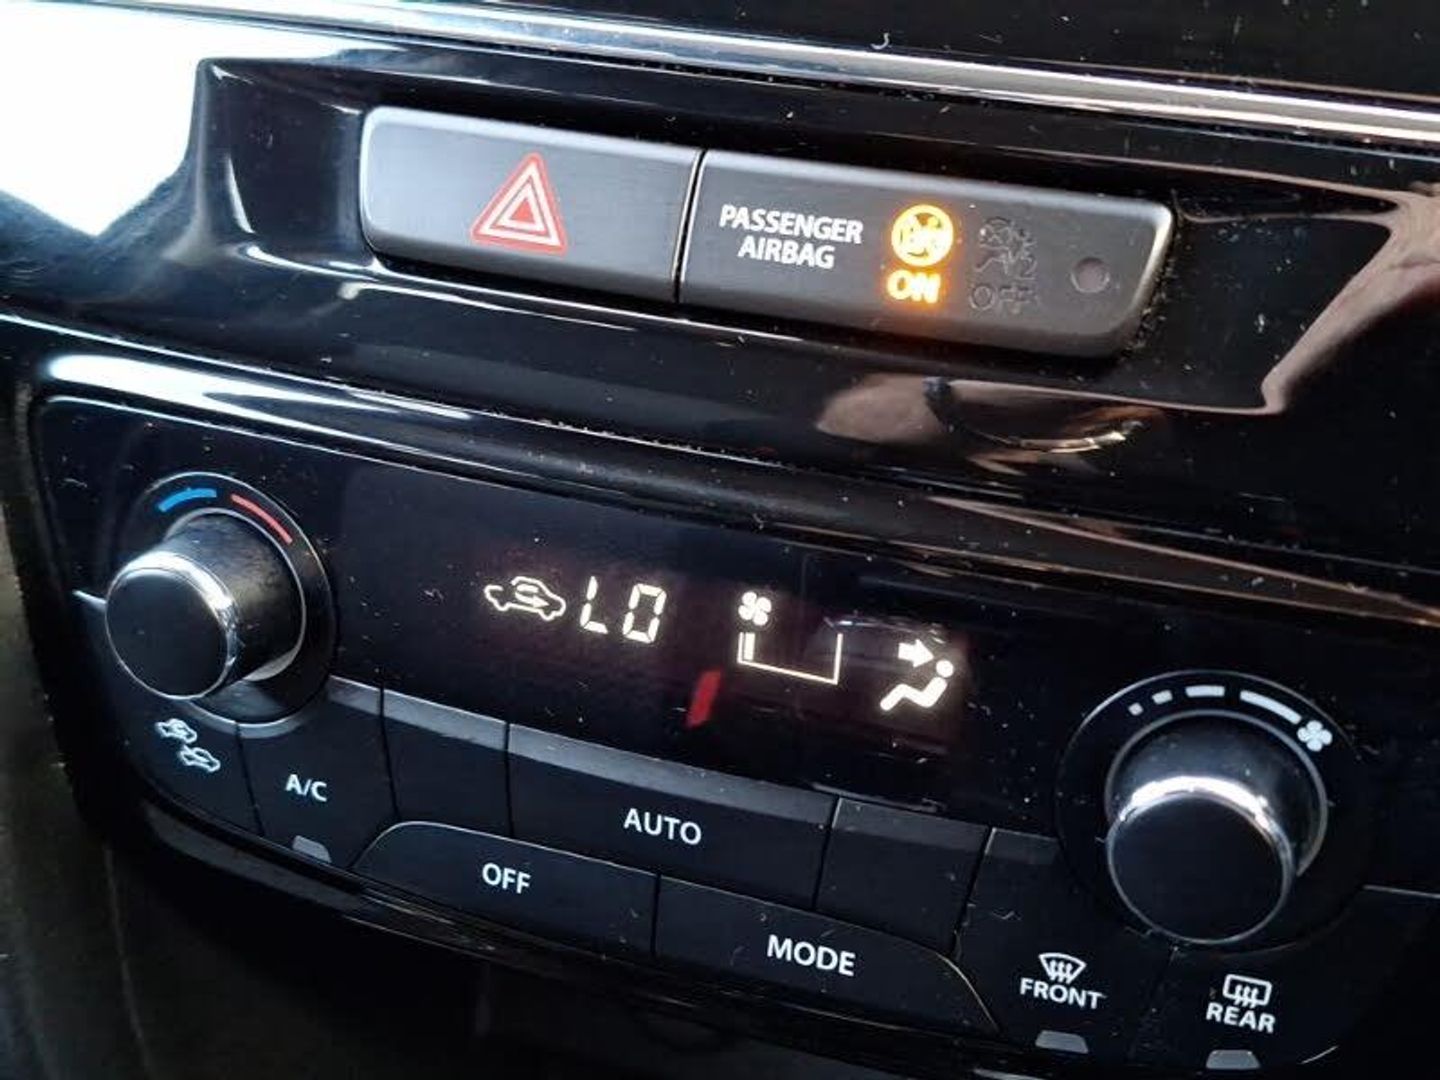 PASSENGER
AIRBAG
ON
OFF
LO
A/C
AUTO
OFF
MODE
FRONT
REAR